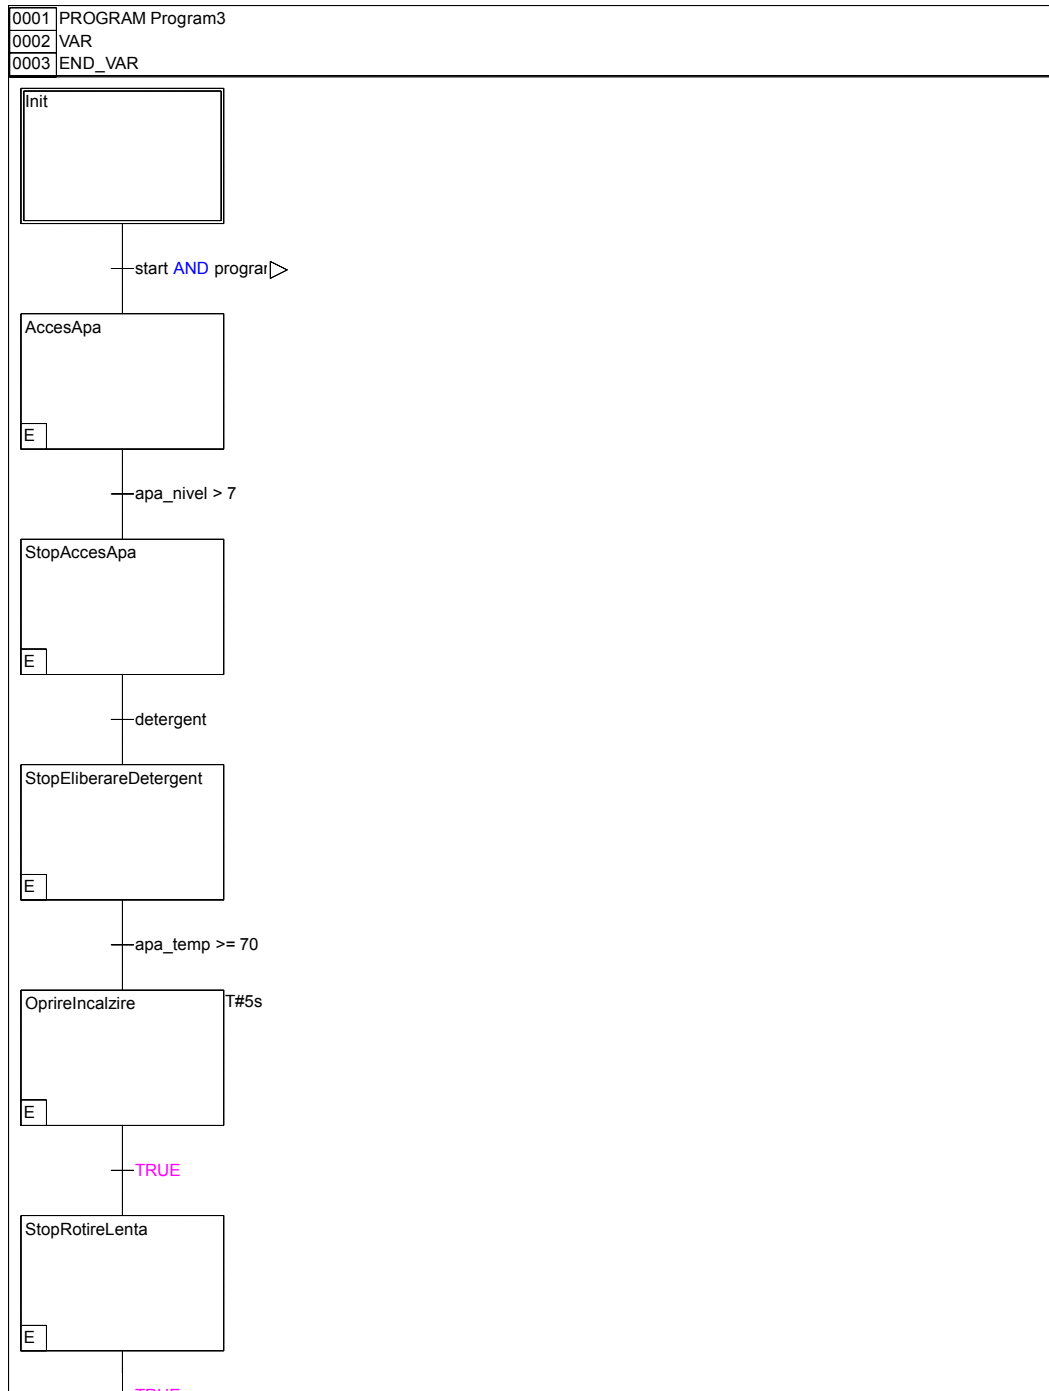 0001 PROGRAM Program3
0002 VAR
0003 END_VAR
Init
start AND
AccesApa
E
apa_nivel > 7
StopAccesApa
E
detergent
StopEliberareDetergent
E
apa_temp >= 70
OprireIncalzire T#5s
E
TRUE
StopRotireLenta
E
TRUE